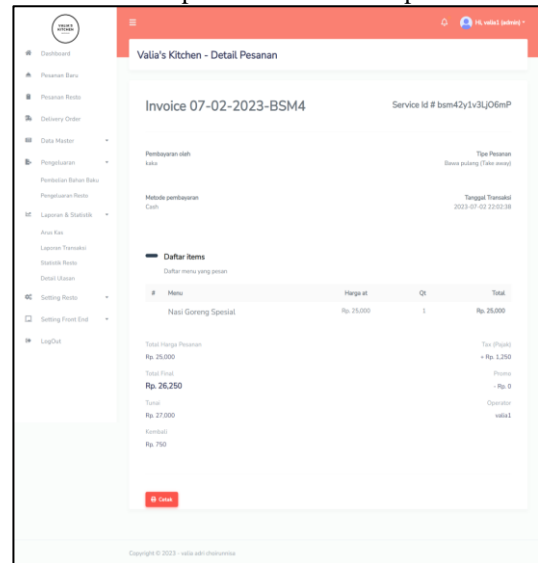 VALIA'S
KITCHEN
Hi, valia1 (admin)
Dashboard
Pesanan Baru
Pesanan Resto
Delivery Order
Data Master
Pengeluaran
Pembelian Bahan Baku
Pengeluaran Resto
Laporan & Statistik
Arus Kas
Laporan Transaksi
Statistik Resto
Detail Ulasan
Setting Resto
Setting Front End
LogOut
Valia's Kitchen - Detail Pesanan
Invoice 07-02-2023-BSM4
Service Id # bsm42y1v3LjO6mP
Pembayaran oleh
Tipe Pesanan
Bawa pulang (Take away)
Metode pembayaran
Cash
Tanggal Transaksi
2023-07-02 22:02:38
Daftar items
Daftar menu yang pesan
# Menu Harga at Qt Total
Nasi Goreng Spesial Rp. 25,000 1 Rp. 25,000
Total Harga Pesanan
Rp. 25,000
Tax (Pajak)
+ Rp. 1,250
Total Final
Rp. 26,250
Promo
- Rp. 0
Tunai
Rp. 27,000
Operator
valia1
Kembali
Rp. 750
Cetak
Copyright © 2023 - valia